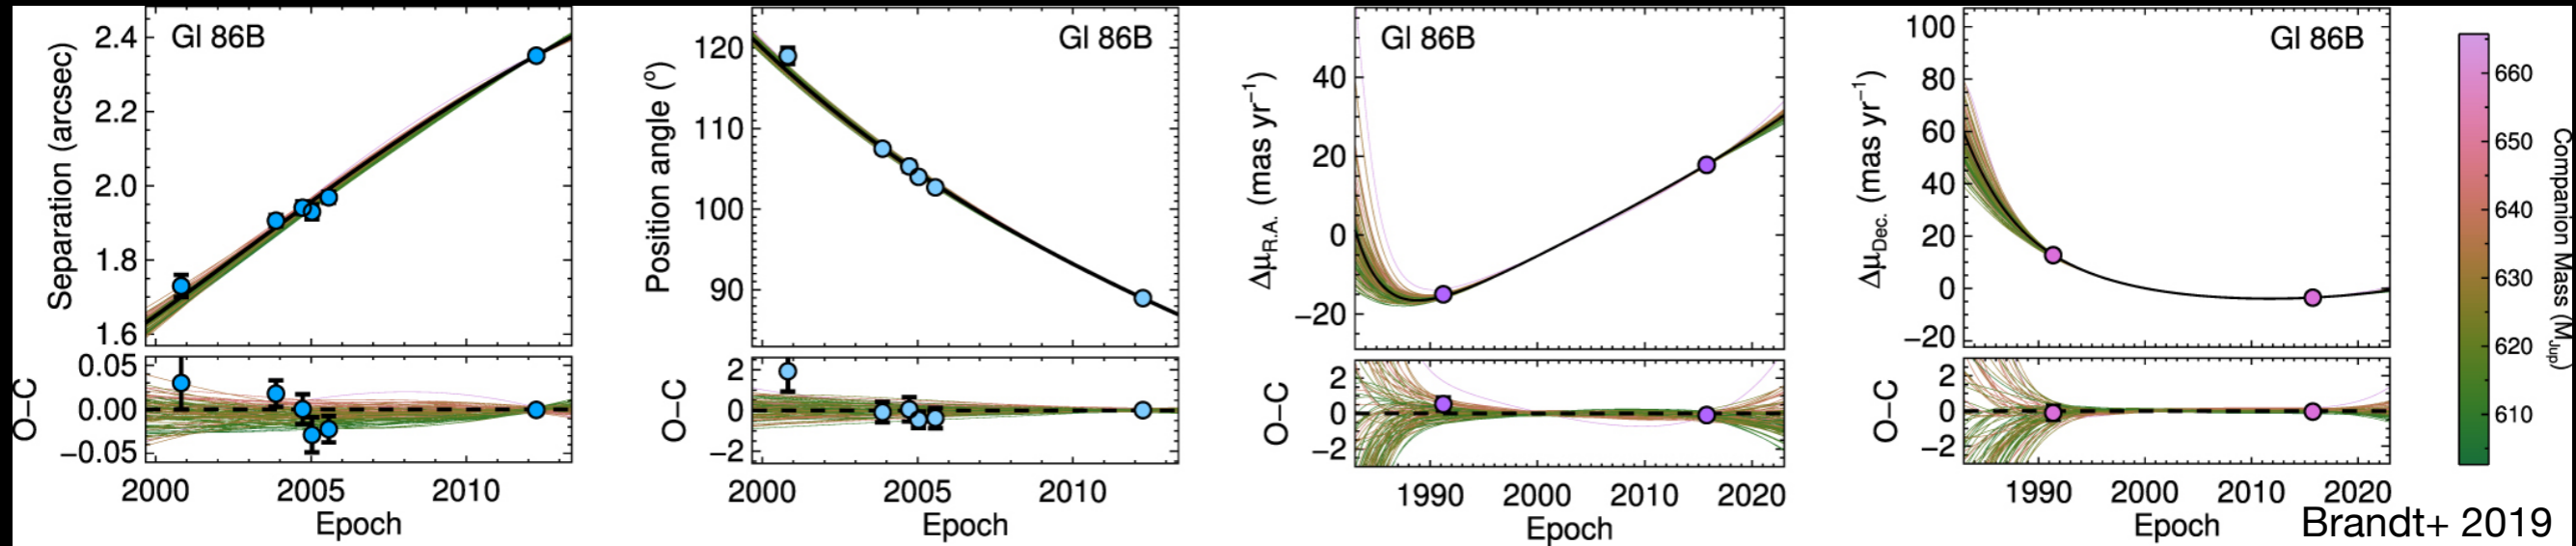 Gl 86B
Separation (arcsec)
2.4
2.2
2.0
1.8
1.6
O−C
0.05
0.00
−0.05
2000 2005 2010
Epoch
Gl 86B
Position angle (º)
120
110
100
90
O−C
2
0
−2
2000 2005 2010
Epoch
Gl 86B
ΔμR.A. (mas yr−1)
40
20
0
−20
O−C
2
0
−2
1990 2000 2010 2020
Epoch
Gl 86B
ΔμDec. (mas yr−1)
100
80
60
40
20
0
−20
O−C
2
0
−2
1990 2000 2010 2020
Epoch
660
650
640
630
620
610
Companion Mass (MJup)
Brandt+ 2019